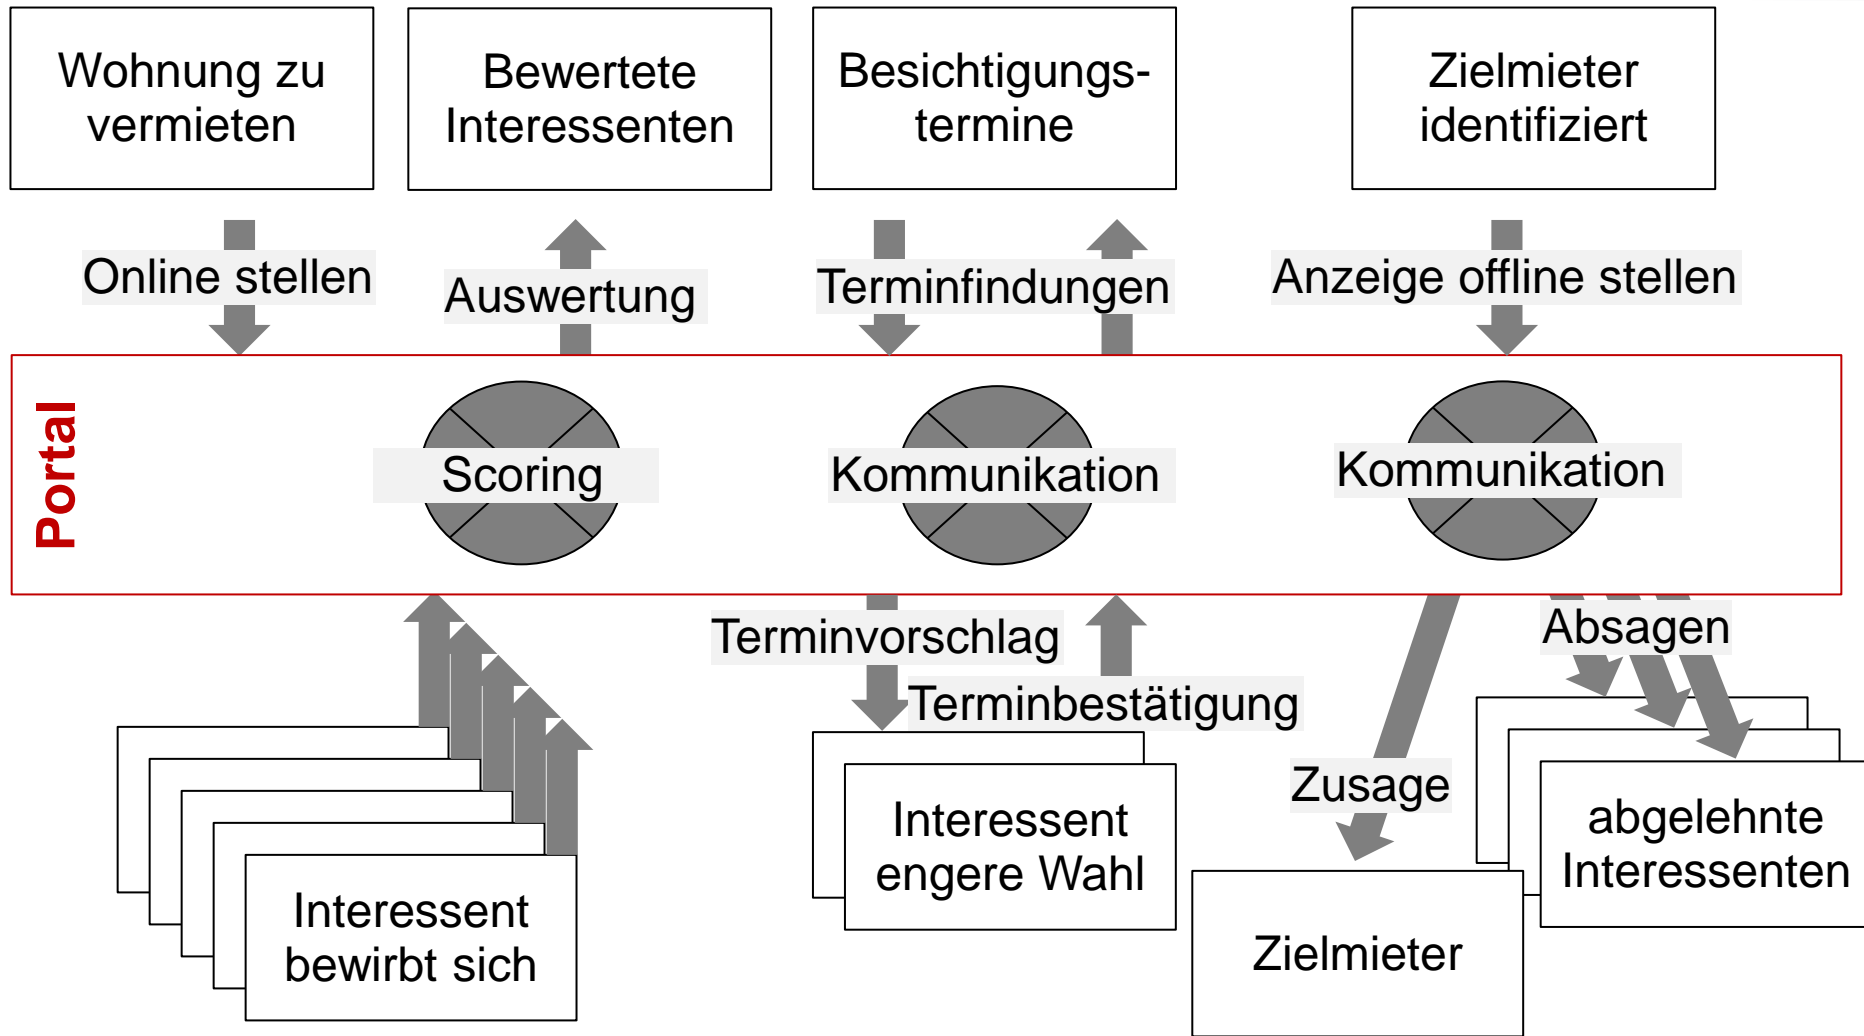 Wohnung zu
vermieten
Bewertete
Interessenten
Besichtigungs-
termine
Zielmieter
identifiziert
Online stellen
Auswertung
Terminfindungen
Anzeige offline stellen
Portal
Scoring
Kommunikation
Kommunikation
Terminvorschlag
Terminbestätigung
Absagen
Zusage
Interessent
bewirbt sich
Interessent
engere Wahl
Zielmieter
abgelehnte
Interessenten